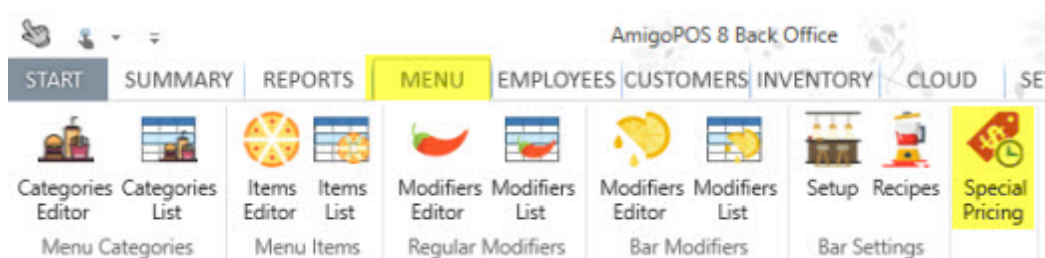 AmigoPOS 8 Back Office
START SUMMARY REPORTS MENU EMPLOYEES CUSTOMERS INVENTORY CLOUD
Categories Categories Items Items Modifiers Modifiers Modifiers Modifiers Setup Recipes Special
Editor List Editor List Editor List Editor List Pricing
Menu Categories Menu Items Regular Modifiers Bar Modifiers Bar Settings